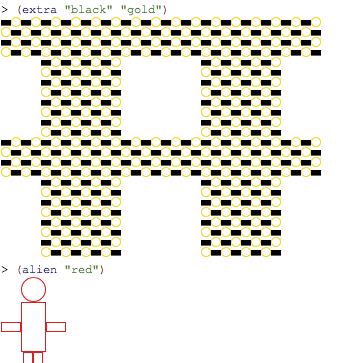 > (extra "black" "gold")
> (alien "red")